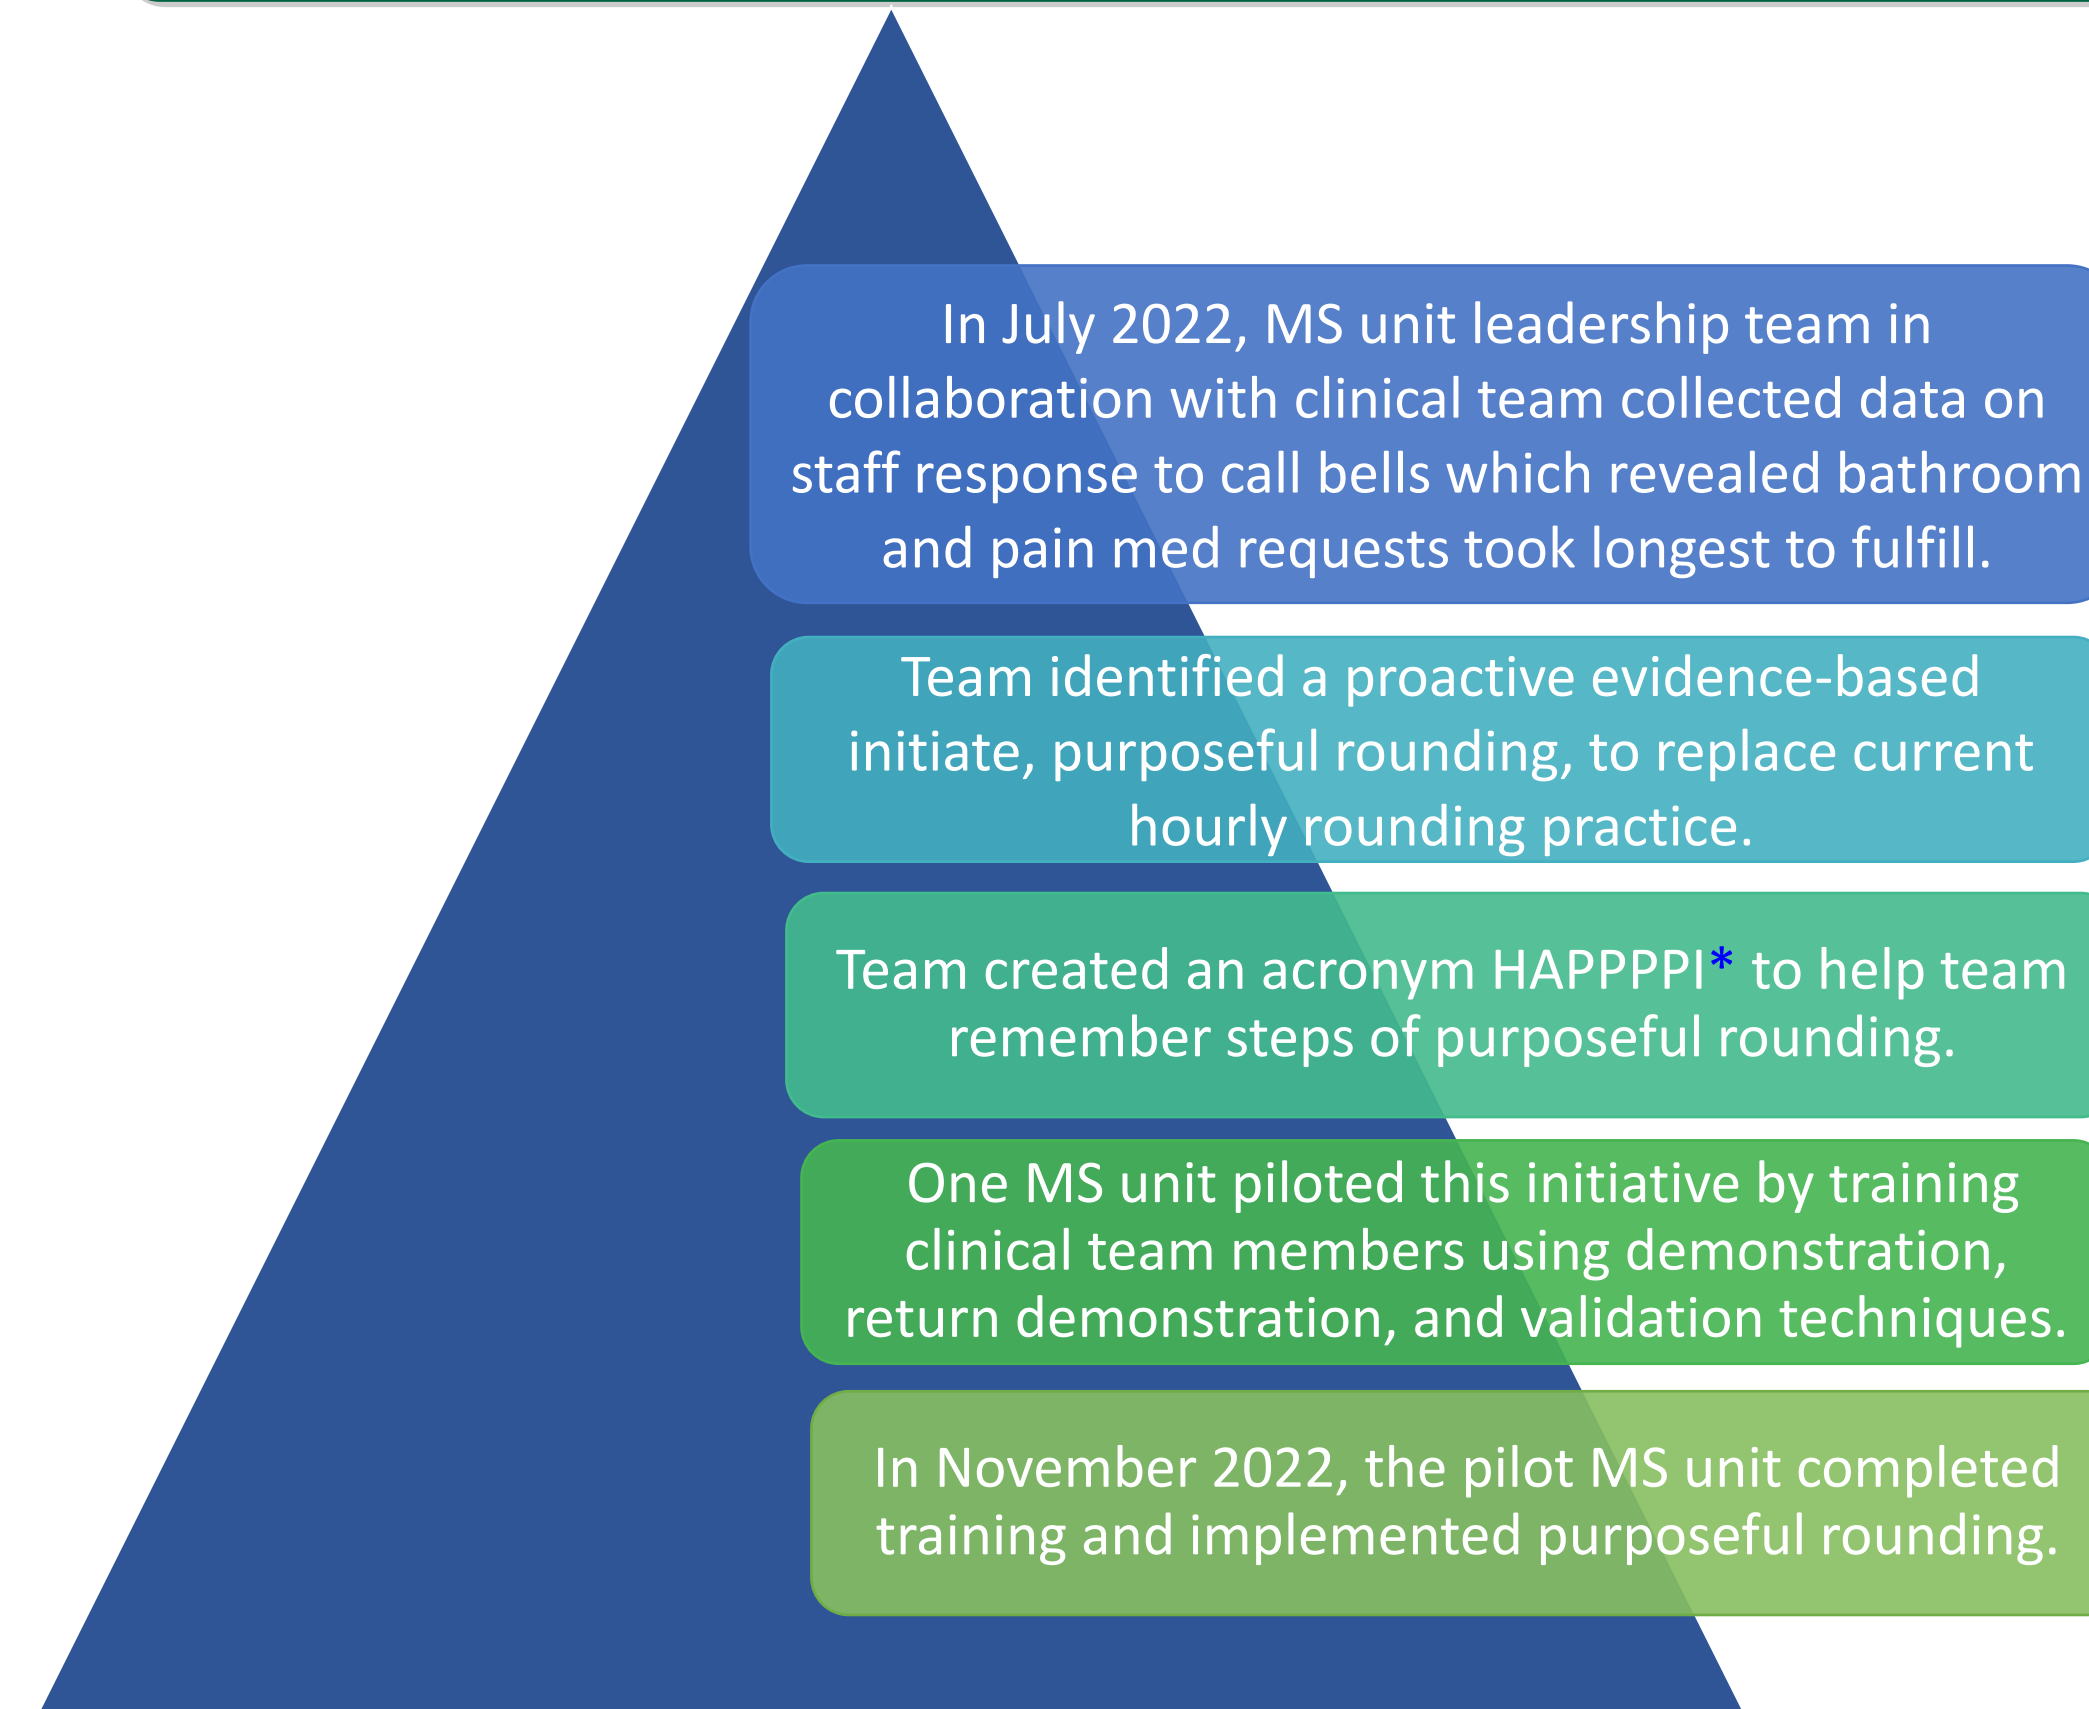 In July 2022, MS unit leadership team in
collaboration with clinical team collected data on
staff response to call bells which revealed bathroom
and pain med requests took longest to fulfill.
Team identified a proactive evidence-based
initiate, purposeful rounding, to replace current
hourly rounding practice.
Team created an acronym HAPPPPI* to help team
remember steps of purposeful rounding.
One MS unit piloted this initiative by training
clinical team members using demonstration,
return demonstration, and validation techniques.
In November 2022, the pilot MS unit completed
training and implemented purposeful rounding.